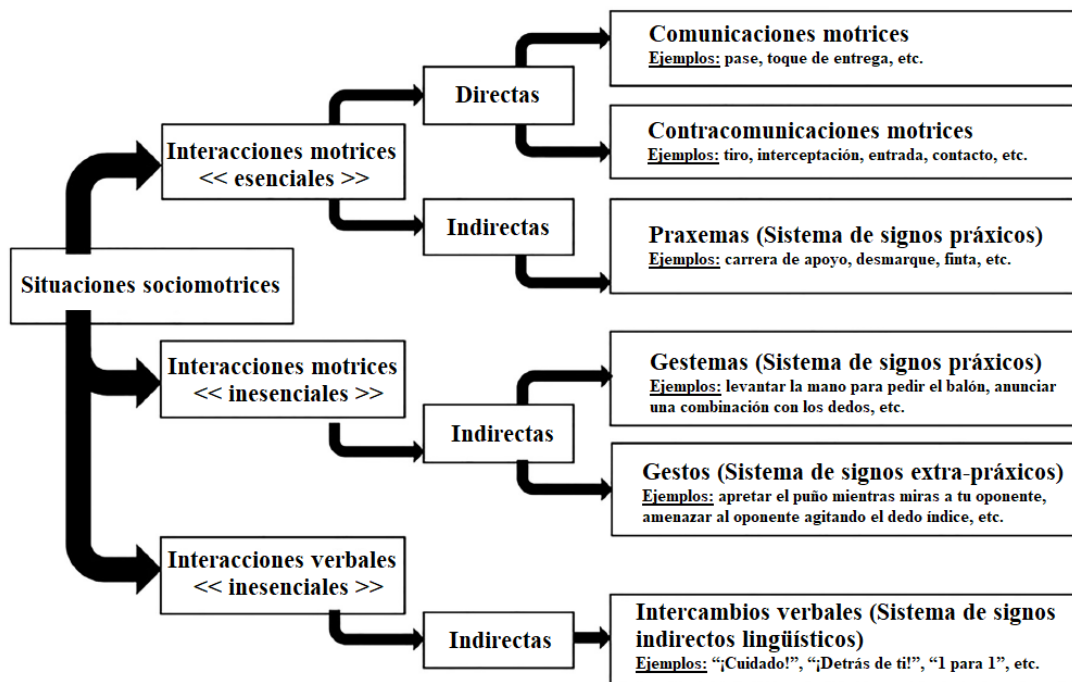 Situaciones sociomotrices
Interacciones motrices
<< esenciales >>
Directas
Comunicaciones motrices
Ejemplos: pase, toque de entrega, etc.
Contracomunicaciones motrices
Ejemplos: tiro, interceptación, entrada, contacto, etc.
Indirectas
Praxemas (Sistema de signos práxicos)
Ejemplos: carrera de apoyo, desmarque, finta, etc.
Interacciones motrices
<< inesenciales >>
Indirectas
Gestemas (Sistema de signos práxicos)
Ejemplos: levantar la mano para pedir el balón, anunciar
una combinación con los dedos, etc.
Gestos (Sistema de signos extra-práxicos)
Ejemplos: apretar el puño mientras miras a tu oponente,
amenazar al oponente agitando el dedo índice, etc.
Interacciones verbales
<< inesenciales >>
Indirectas
Intercambios verbales (Sistema de signos
indirectos lingüísticos)
Ejemplos: “¡Cuidado!”, “¡Detrás de ti!”, “1 para 1”, etc.